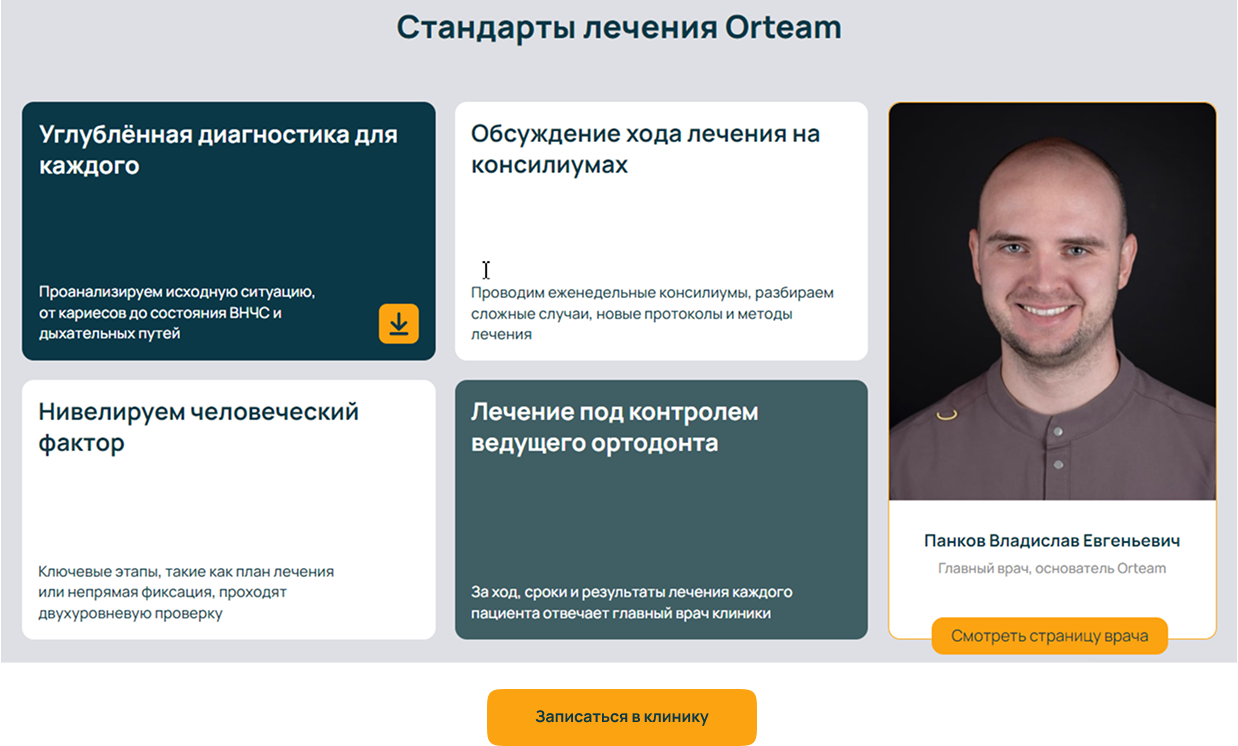 Стандарты лечения Orteam
Углублённая диагностика для
каждого
Проанализируем исходную ситуацию,
от кариесов до состояния ВНЧС и
дыхательных путей
Обсуждение хода лечения на
консилиумах
Проводим еженедельные консилиумы, разбираем
сложные случаи, новые протоколы и методы
лечения
Нивелируем человеческий
фактор
Ключевые этапы, такие как план лечения
или непрямая фиксация, проходят
двухуровневую проверку
Лечение под контролем
ведущего ортодонта
За ход, сроки и результаты лечения каждого
пациента отвечает главный врач клиники
Панков Владислав Евгеньевич
Главный врач, основатель Orteam
Смотреть страницу врача
Записаться в клинику